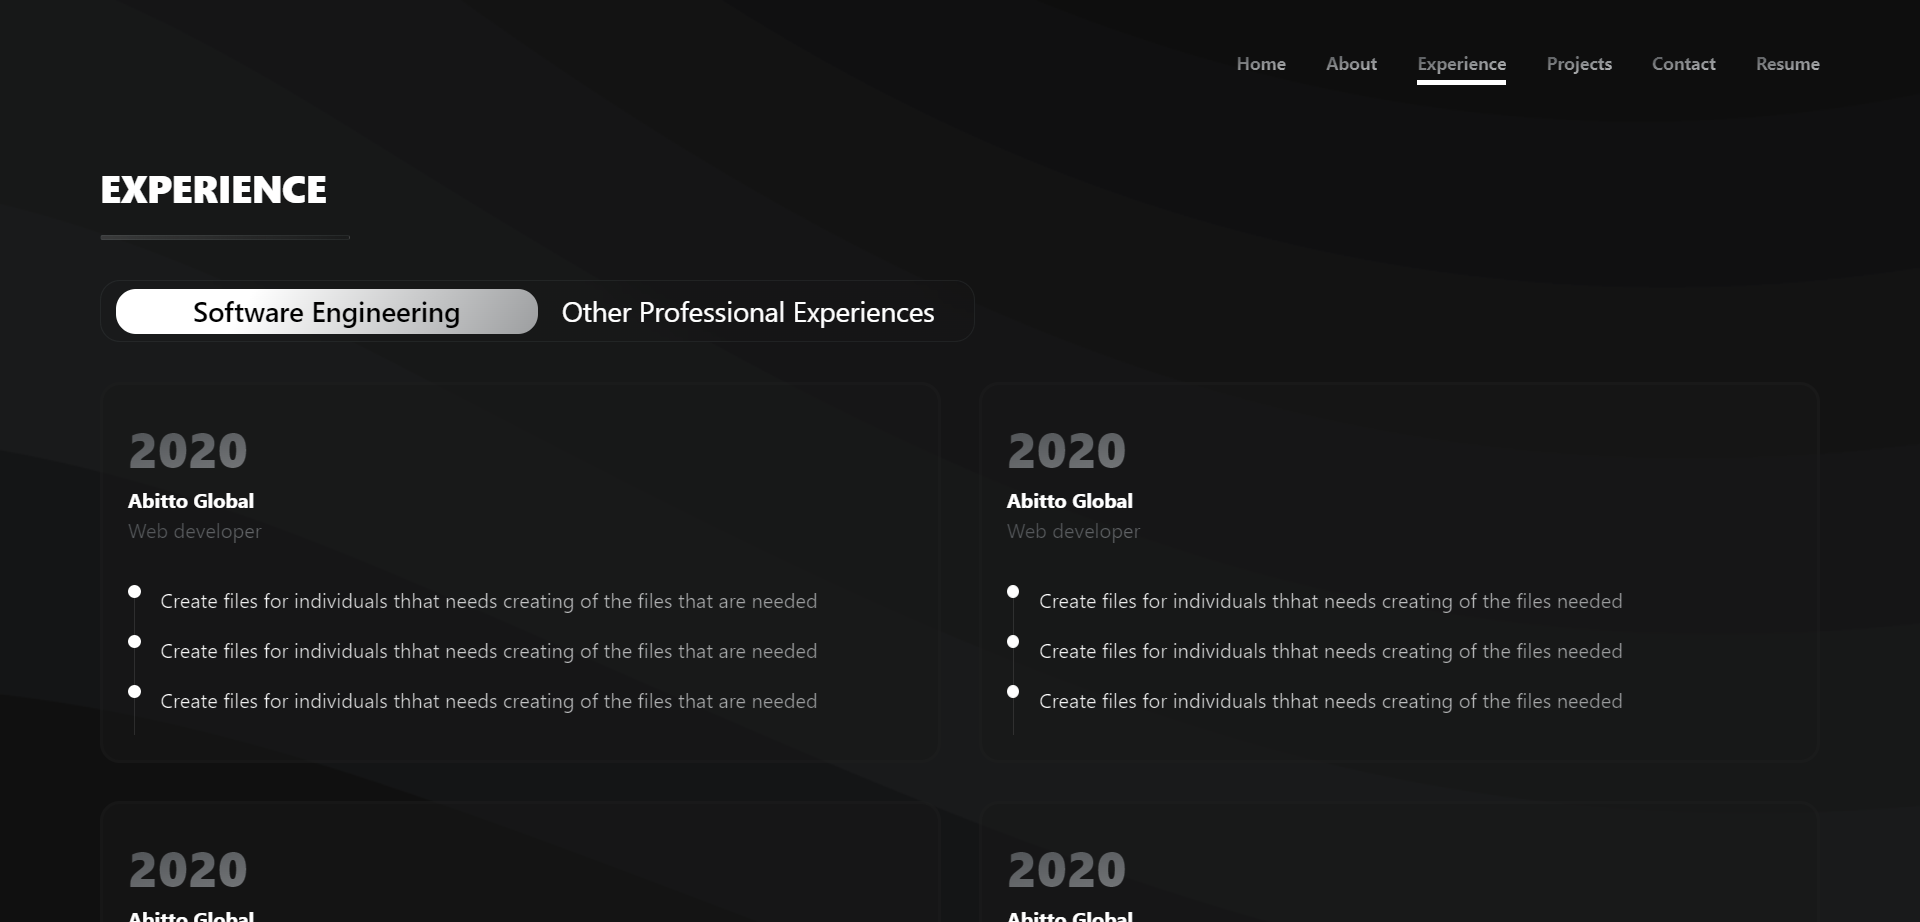 Home About Experience Projects Contact Resume
EXPERIENCE
Software Engineering Other Professional Experiences
2020
Abitto Global
Web developer
Create files for individuals thhat needs creating of the files that are needed
Create files for individuals thhat needs creating of the files that are needed
Create files for individuals thhat needs creating of the files that are needed
2020
Abitto Global
Web developer
Create files for individuals thhat needs creating of the files needed
Create files for individuals thhat needs creating of the files needed
Create files for individuals thhat needs creating of the files needed
2020
Abitto Global
2020
Abitto Global